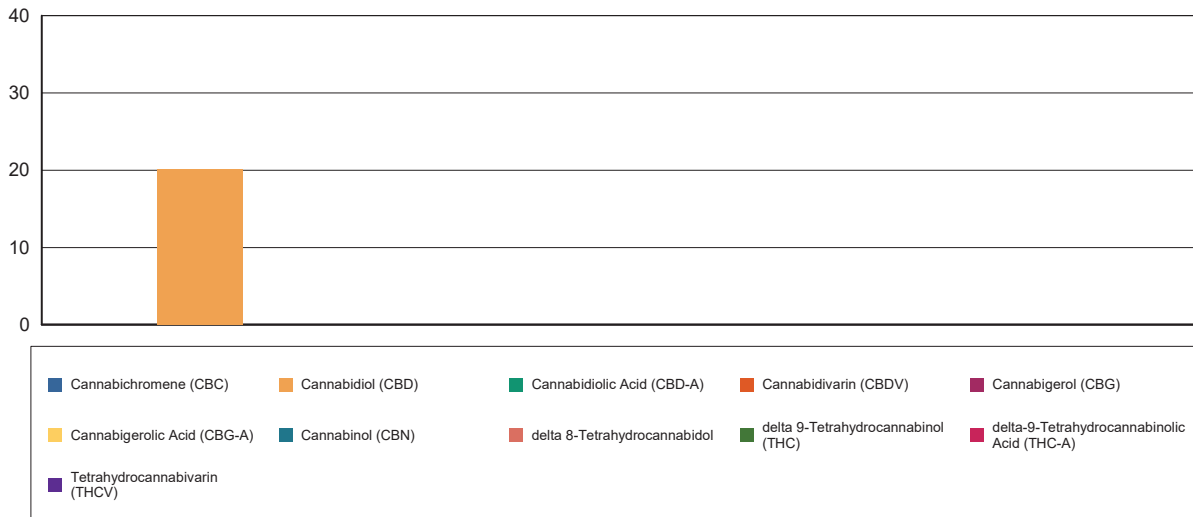 40
30
20
10
0
Cannabichromene (CBC)
Cannabidiol (CBD)
Cannabidiolic Acid (CBD-A)
Cannabidivarin (CBDV)
Cannabigerol (CBG)
Cannabigerolic Acid (CBG-A)
Cannabinol (CBN)
delta 8-Tetrahydrocannabidol
delta 9-Tetrahydrocannabinol
(THC)
delta-9-Tetrahydrocannabinolic
Acid (THC-A)
Tetrahydrocannabivarin
(THCV)